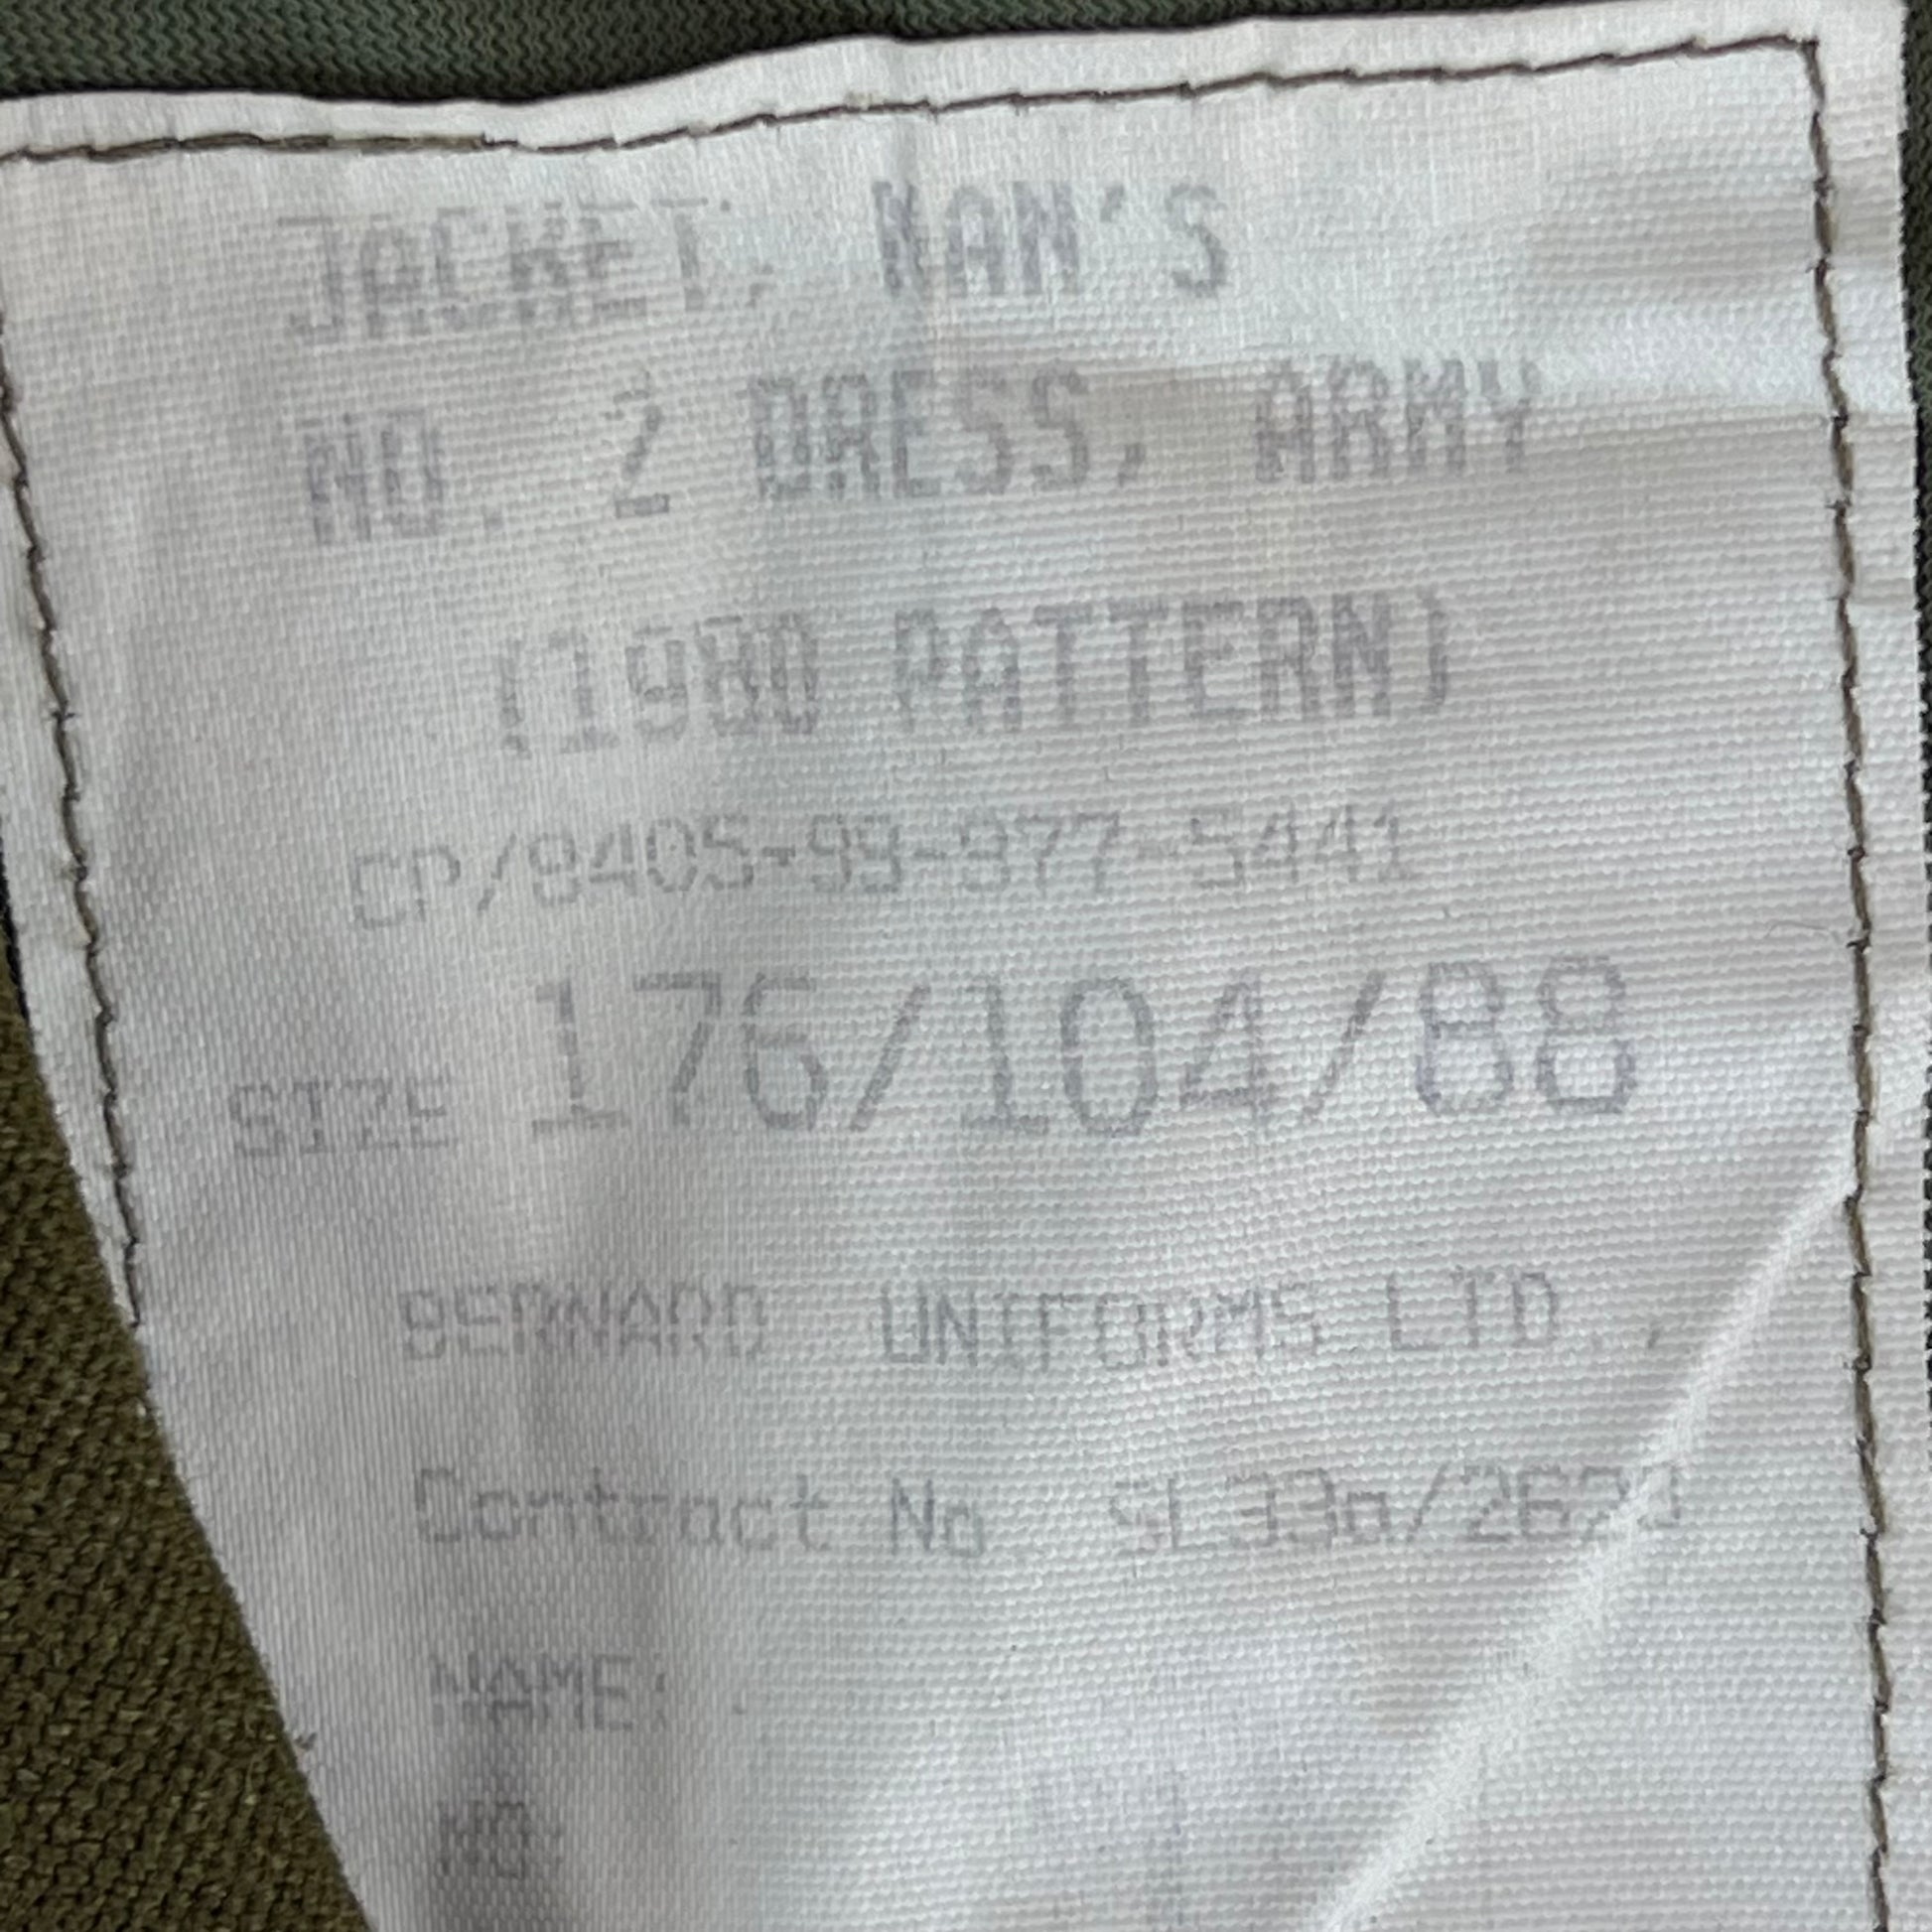 JACKET, MAN'S
NO. 2 DRESS, ARMY
(1980 PATTERN)
CP/8405-99-977-5441
SIZE 176/104/88
BERNARD UNIFORMS LTD.,
Contract No
NAME:
NO: